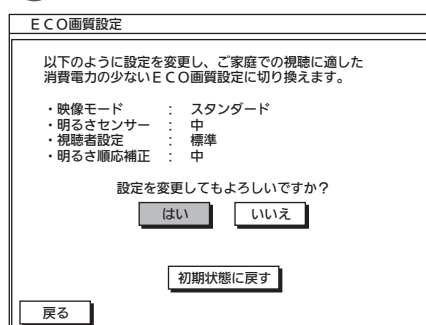 ECO画質設定
以下のように設定を変更し、ご家庭での視聴に適した
消費電力の少ないECO画質設定に切り換えます。
・映像モード : スタンダード
・明るさセンサー : 中
・視聴者設定 : 標準
・明るさ順応補正 : 中
設定を変更してもよろしいですか?
はい いいえ
初期状態に戻す
戻る